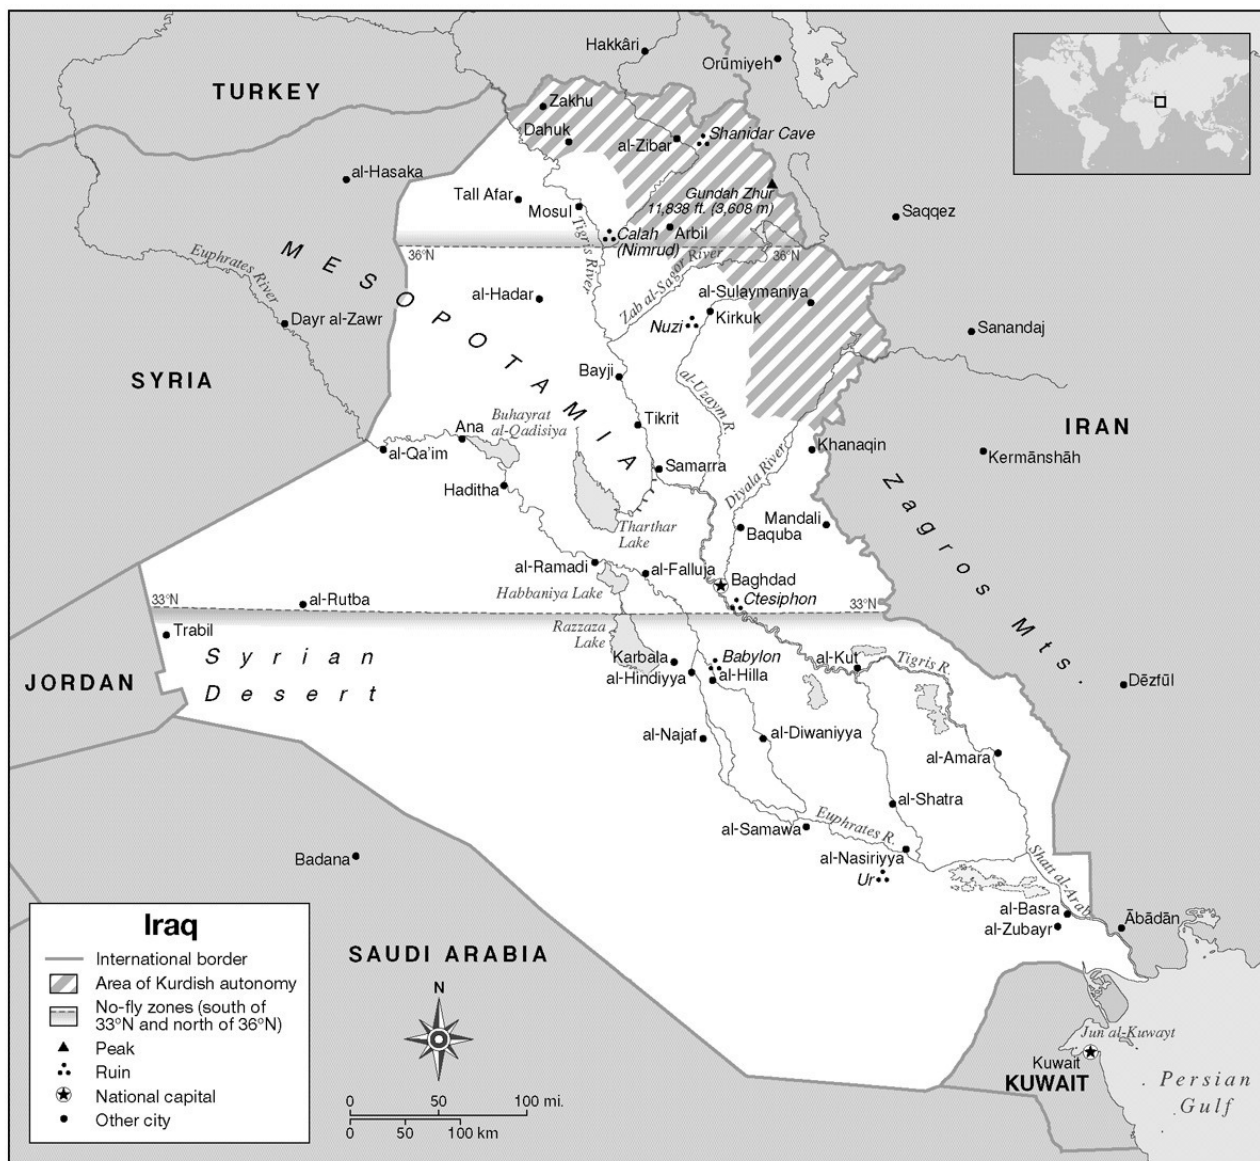 Hakkâri
Orūmiyeh
TURKEY
Zakhu
Dahuk
al-Zibar
Shanidar Cave
al-Hasaka
Tall Afar
Mosul
Gundah Zhur
11,838 ft. (3,608 m)
Saqqez
Arbil
Calah
(Nimrud)
Tigris River
36°N
36°N
MESOPOTAMIA
Euphrates River
Zab al-Sagor River
al-Hadar
al-Sulaymaniya
Kirkuk
Nuzi
Dayr al-Zawr
Sanandaj
SYRIA
Bayji
al-Uzaym R.
Buhayrat
al-Qadisiya
Tikrit
Ana
IRAN
al-Qa'im
Khanaqin
Kermānshāh
Samarra
Haditha
Diyala River
Zagros Mts.
Tharthar
Lake
Mandali
Baquba
al-Ramadi
al-Falluja
Baghdad
Habbaniya Lake
Ctesiphon
33°N
al-Rutba
33°N
Trabil
Razzaza
Lake
Syrian
Desert
Karbala
Babylon
al-Kut
Tigris R.
al-Hindiyya
al-Hilla
JORDAN
Dēzfūl
al-Najaf
al-Diwaniyya
al-Amara
al-Shatra
al-Samawa
Euphrates R.
Badana
al-Nasiriyya
Ur
Shatt al-Arab
al-Basra
al-Zubayr
Ābādān
SAUDI ARABIA
Iraq
International border
Area of Kurdish autonomy
No-fly zones (south of
33°N and north of 36°N)
Peak
Ruin
National capital
Other city
N
0 50 100 mi.
0 50 100 km
Jun al-Kuwayt
Kuwait
KUWAIT
Persian
Gulf